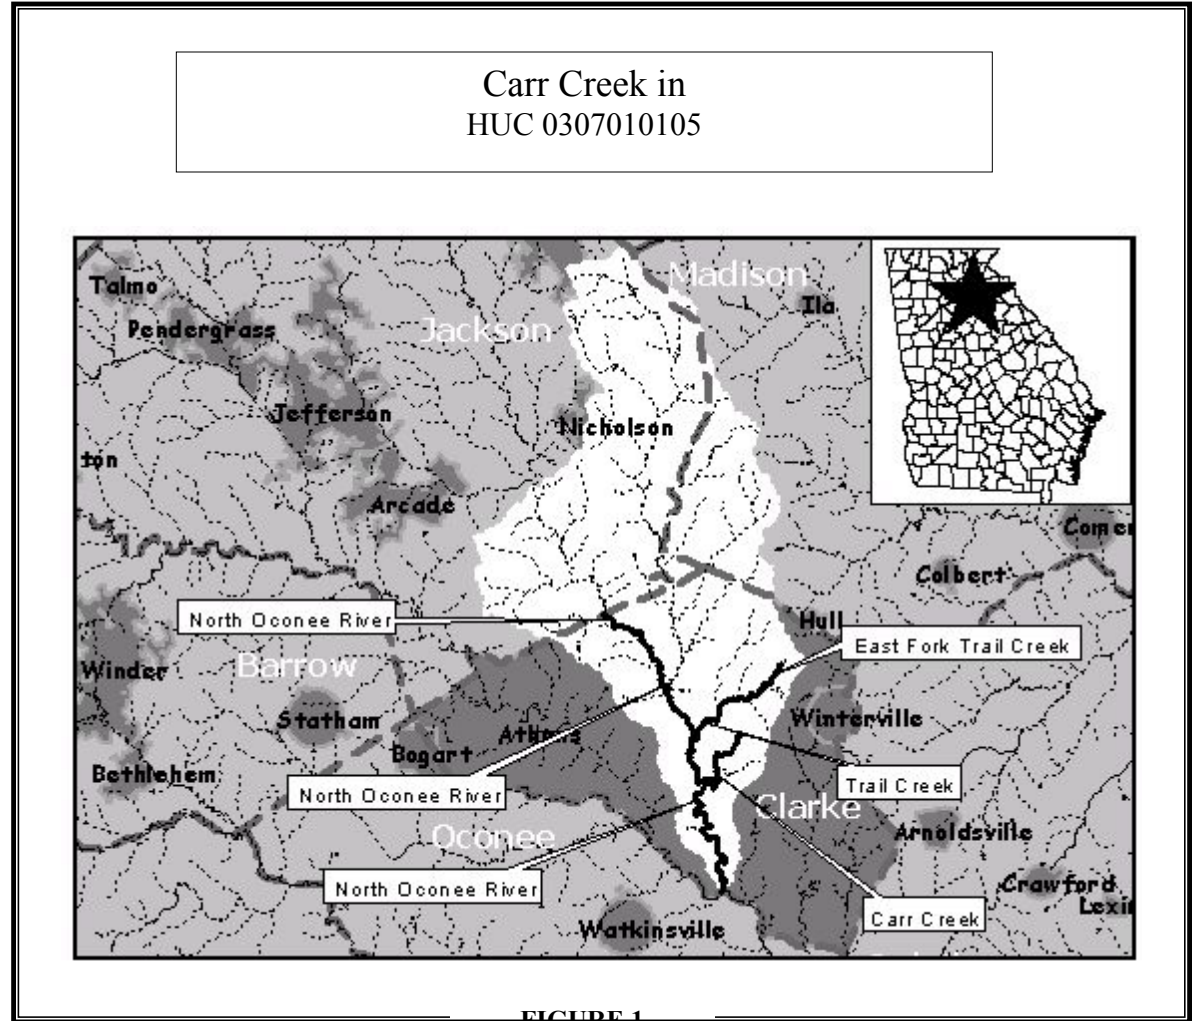 Carr Creek in
HUC 0307010105
Madison
Talmo
Ila
Pendergrass
Jackson
Jefferson
Nicholson
ton
Arcade
Comer
Colbert
North Oconee River
Hull
East Fork Trail Creek
Barrow
Winder
Statham
Winterville
Athens
Bogart
Bethlehem
Trail Creek
North Oconee River
Clarke
Oconee
Arnoldsville
North Oconee River
Crawford
Lexi
Carr Creek
Watkinsville
FIGURE 1